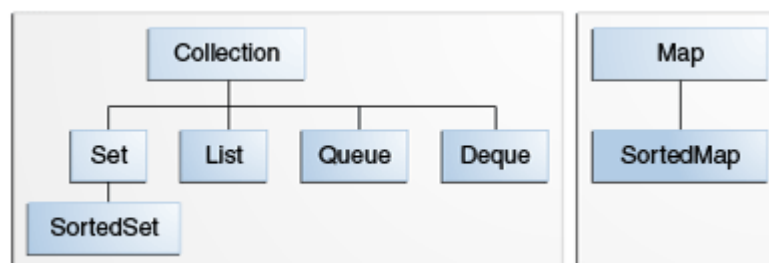 Collection
Map
Set
List
Queue
Deque
SortedMap
SortedSet